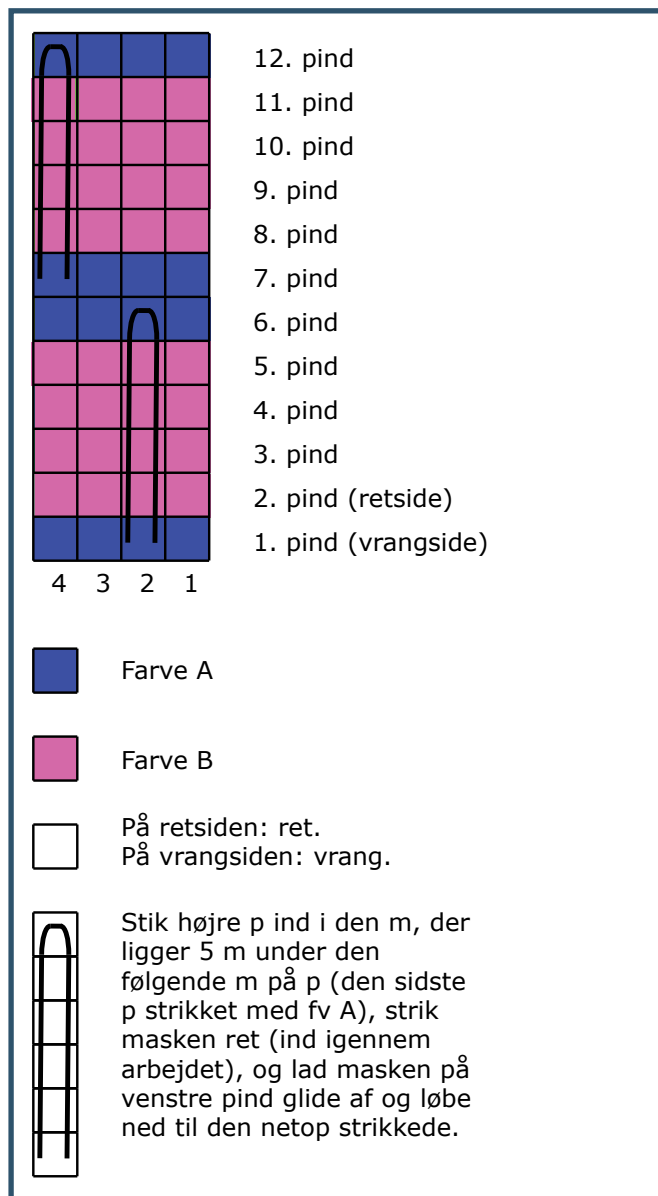 12. pind
11. pind
10. pind
9. pind
8. pind
7. pind
6. pind
5. pind
4. pind
3. pind
2. pind (retside)
1. pind (vrangside)
4 3 2 1
Farve A
Farve B
På retsiden: ret.
På vrangsiden: vrang.
Stik højre p ind i den m, der
ligger 5 m under den
følgende m på p (den sidste
p strikket med fv A), strik
masken ret (ind igennem
arbejdet), og lad masken på
venstre pind glide af og løbe
ned til den netop strikkede.